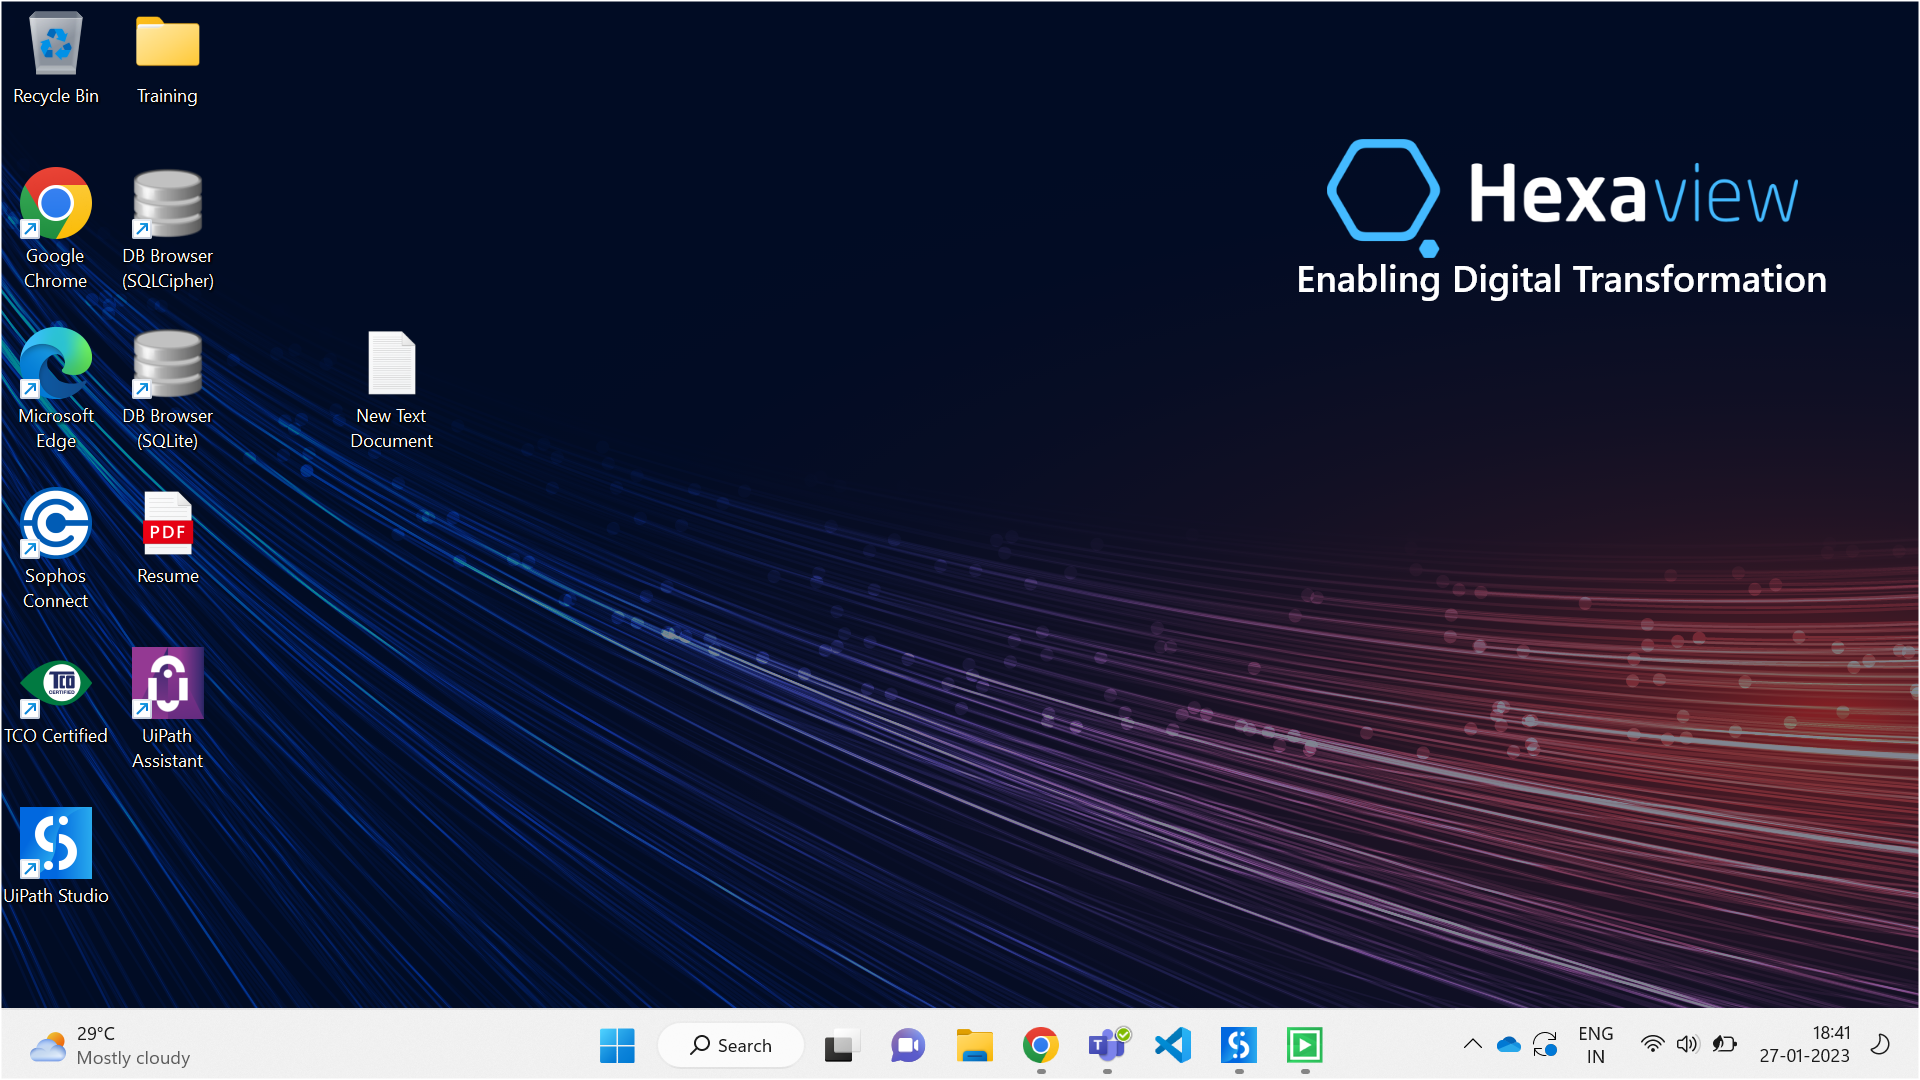 Recycle Bin
Training
Google
Chrome
DB Browser
(SQLCipher)
Hexaview
Enabling Digital Transformation
Microsoft
Edge
DB Browser
(SQLite)
New Text
Document
Sophos
Connect
PDF
Resume
TCO
CERTIFIED
TCO Certified
UiPath
Assistant
UiPath Studio
29°C
Mostly cloudy
Search
T
ENG
IN
18:41
27-01-2023